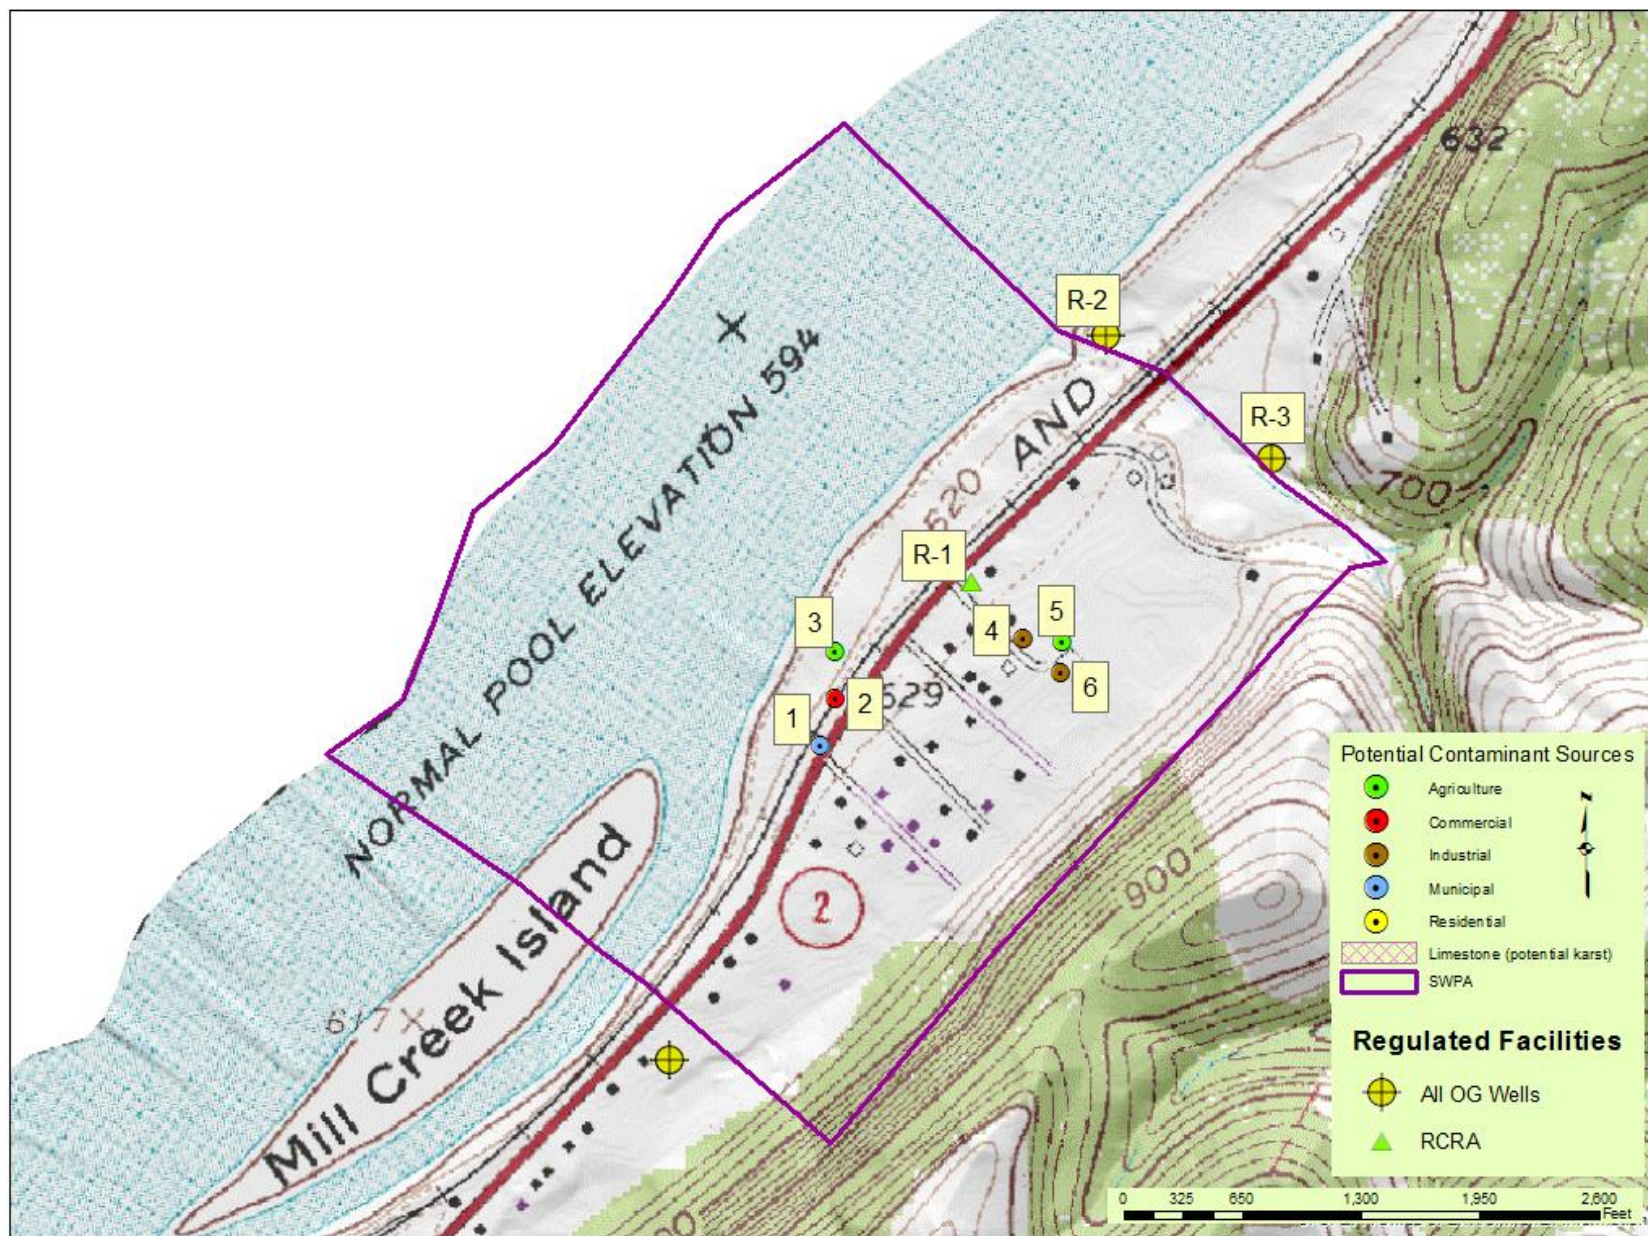 632
R-2
NORMAL POOL ELEVATION 594
AND
R-3
700
620
R-1
3
4
5
6
1
2
629
900
2
Mill Creek Island
Potential Contaminant Sources
Agriculture
Commercial
Industrial
Municipal
Residential
Limestone (potential karst)
SWPA
N
Regulated Facilities
All OG Wells
RCRA
0 325 650 1,300 1,950 2,600
Feet